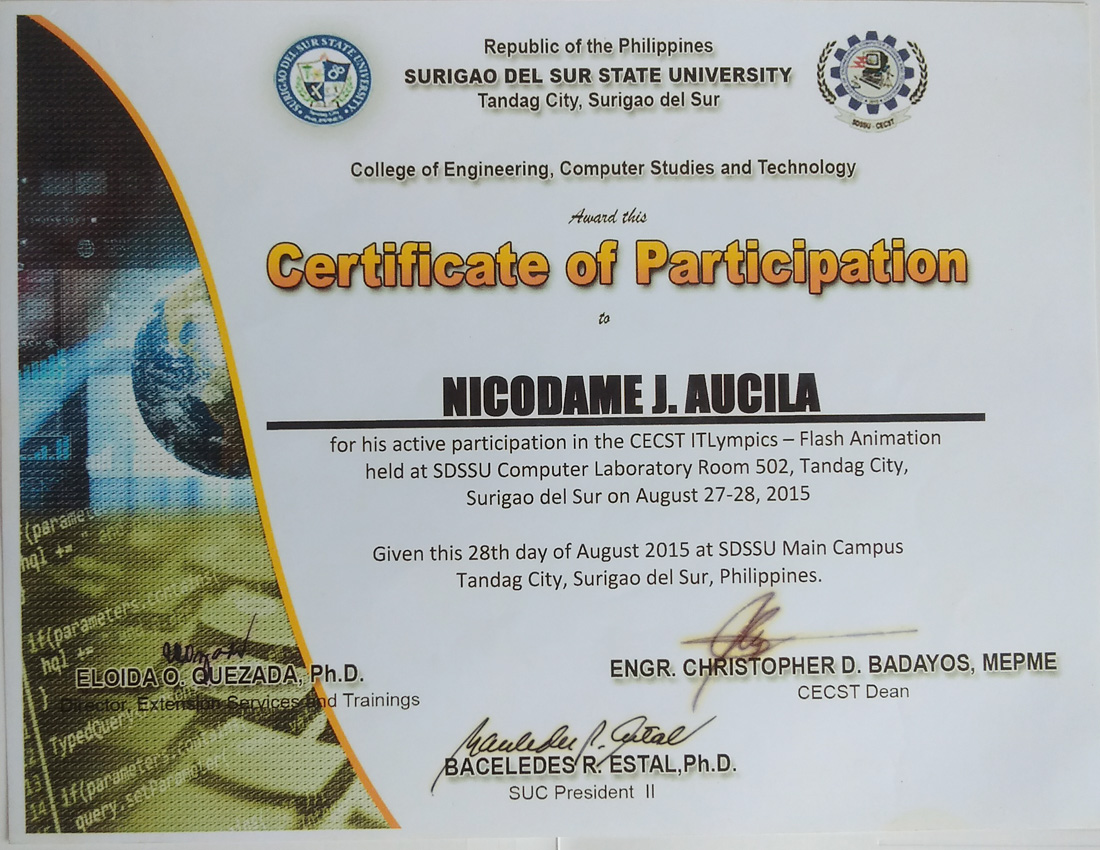 Republic of the Philippines
SURIGAO DEL SUR STATE UNIVERSITY
Tandag City, Surigao del Sur
SURIGAO DEL SUR STATE UNIVERSITY
SDSSU - CECST
College of Engineering, Computer Studies and Technology
Award this
Certificate of Participation
to
NICODAME J. AUCILA
for his active participation in the CECST ITLympics – Flash Animation
held at SDSSU Computer Laboratory Room 502, Tandag City,
Surigao del Sur on August 27-28, 2015
Given this 28th day of August 2015 at SDSSU Main Campus
Tandag City, Surigao del Sur, Philippines.
ELOIDA O. QUEZADA, Ph.D.
Director, Extension Services and Trainings
ENGR. CHRISTOPHER D. BADAYOS, MEPME
CECST Dean
BACELEDES R. ESTAL,Ph.D.
SUC President II
hql +=
if(parameters.
hql +=
}
TypedQuery
if(parameters
query.setParam